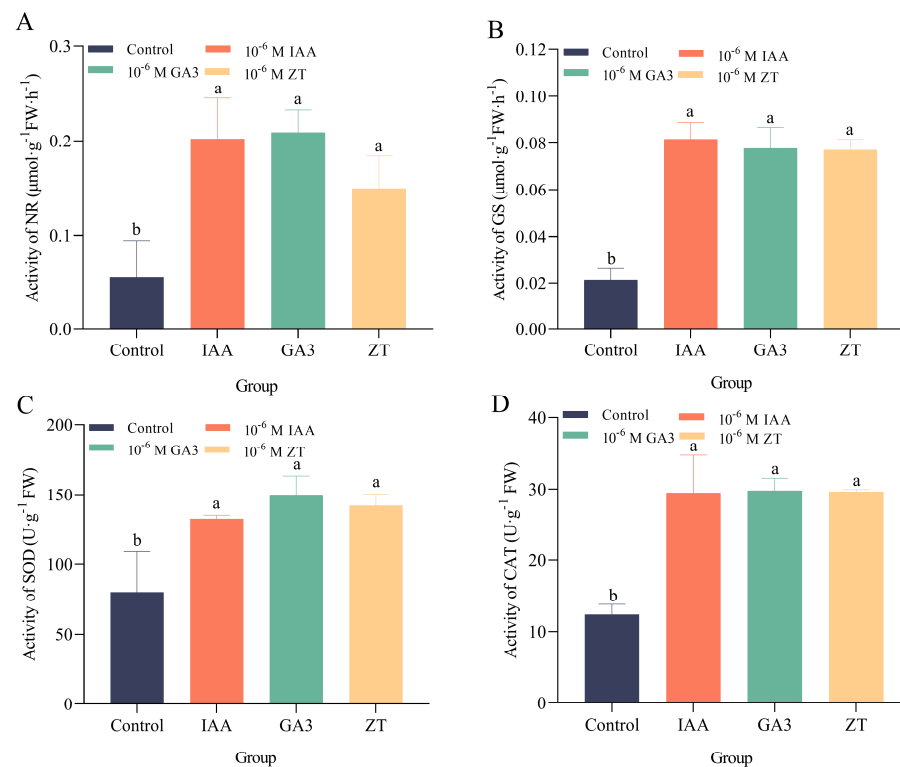 A
Control
10⁻⁶ M IAA
10⁻⁶ M GA3
10⁻⁶ M ZT
Activity of NR (μmol·g⁻¹FW·h⁻¹)
0.3
0.2
0.1
0.0
b
a
a
a
Control IAA GA3 ZT
Group
B
Control
10⁻⁶ M IAA
10⁻⁶ M GA3
10⁻⁶ M ZT
Activity of GS (μmol·g⁻¹FW·h⁻¹)
0.12
0.10
0.08
0.06
0.04
0.02
0.00
b
a
a
a
Control IAA GA3 ZT
Group
C
Control
10⁻⁶ M IAA
10⁻⁶ M GA3
10⁻⁶ M ZT
Activity of SOD (U·g⁻¹ FW)
200
150
100
50
0
b
a
a
a
Control IAA GA3 ZT
Group
D
Control
10⁻⁶ M IAA
10⁻⁶ M GA3
10⁻⁶ M ZT
Activity of CAT (U·g⁻¹ FW)
40
30
20
10
0
b
a
a
a
Control IAA GA3 ZT
Group